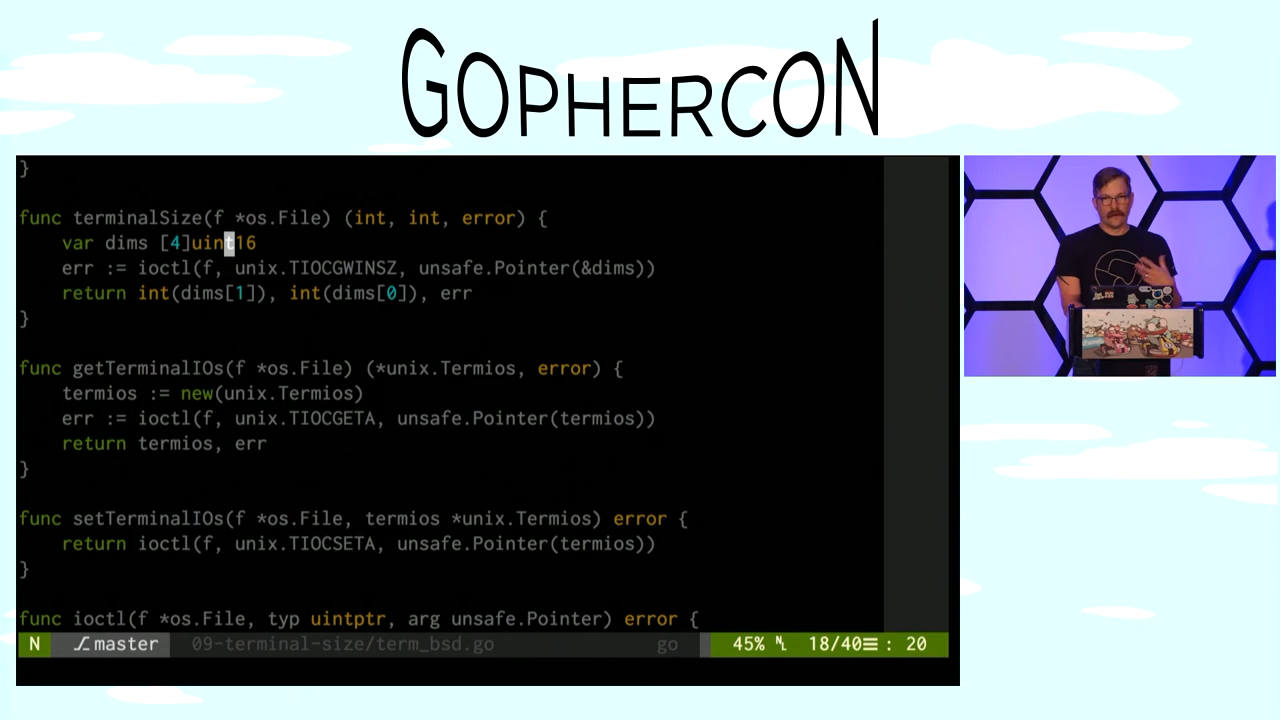 GOPHERCON
}
func terminalSize(f *os.File) (int, int, error) {
    var dims [4]uint16
    err := ioctl(f, unix.TIOCGWINSZ, unsafe.Pointer(&dims))
    return int(dims[1]), int(dims[0]), err
}
func getTerminalIOs(f *os.File) (*unix.Termios, error) {
    termios := new(unix.Termios)
    err := ioctl(f, unix.TIOCGETA, unsafe.Pointer(termios))
    return termios, err
}
func setTerminalIOs(f *os.File, termios *unix.Termios) error {
    return ioctl(f, unix.TIOCSETA, unsafe.Pointer(termios))
}
func ioctl(f *os.File, typ uintptr, arg unsafe.Pointer) error {
N master 09-terminal-size/term_bsd.go go 45% ␤ 18/40☰ : 20